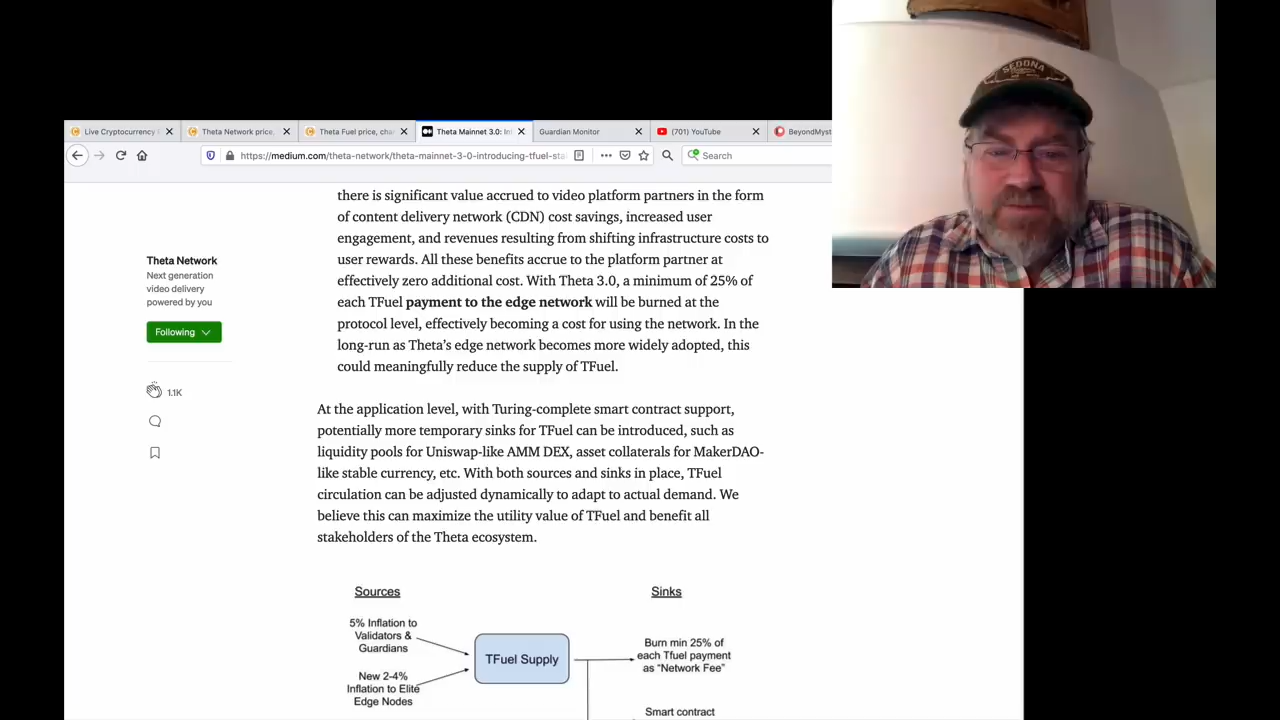 SEDONA
Live Cryptocurrency
Theta Network price,
Theta Fuel price, cha
Theta Mainnet 3.0: In
Guardian Monitor
(701) YouTube
BeyondMyst
https://medium.com/theta-network/theta-mainnet-3-0-introducing-tfuel-sta
Search
there is significant value accrued to video platform partners in the form
of content delivery network (CDN) cost savings, increased user
engagement, and revenues resulting from shifting infrastructure costs to
user rewards. All these benefits accrue to the platform partner at
effectively zero additional cost. With Theta 3.0, a minimum of 25% of
each TFuel payment to the edge network will be burned at the
protocol level, effectively becoming a cost for using the network. In the
long-run as Theta's edge network becomes more widely adopted, this
could meaningfully reduce the supply of TFuel.
Theta Network
Next generation
video delivery
powered by you
Following
1.1K
At the application level, with Turing-complete smart contract support,
potentially more temporary sinks for TFuel can be introduced, such as
liquidity pools for Uniswap-like AMM DEX, asset collaterals for MakerDAO-
like stable currency, etc. With both sources and sinks in place, TFuel
circulation can be adjusted dynamically to adapt to actual demand. We
believe this can maximize the utility value of TFuel and benefit all
stakeholders of the Theta ecosystem.
Sources
5% Inflation to
Validators &
Guardians
New 2-4%
Inflation to Elite
Edge Nodes
TFuel Supply
Sinks
Burn min 25% of
each Tfuel payment
as "Network Fee"
Smart contract